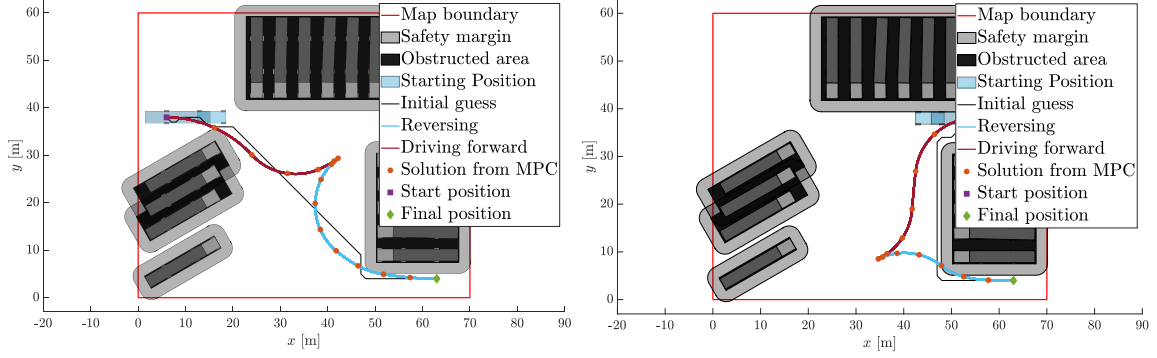 60
50
40
30
20
10
0
y [m]
-20
-10
0
10
20
30
40
50
60
70
80
90
x [m]
Map boundary
Safety margin
Obstructed area
Starting Position
Initial guess
Reversing
Driving forward
Solution from MPC
Start position
Final position
60
50
40
30
20
10
0
y [m]
-20
-10
0
10
20
30
40
50
60
70
80
90
x [m]
Map boundary
Safety margin
Obstructed area
Starting Position
Initial guess
Reversing
Driving forward
Solution from MPC
Start position
Final position